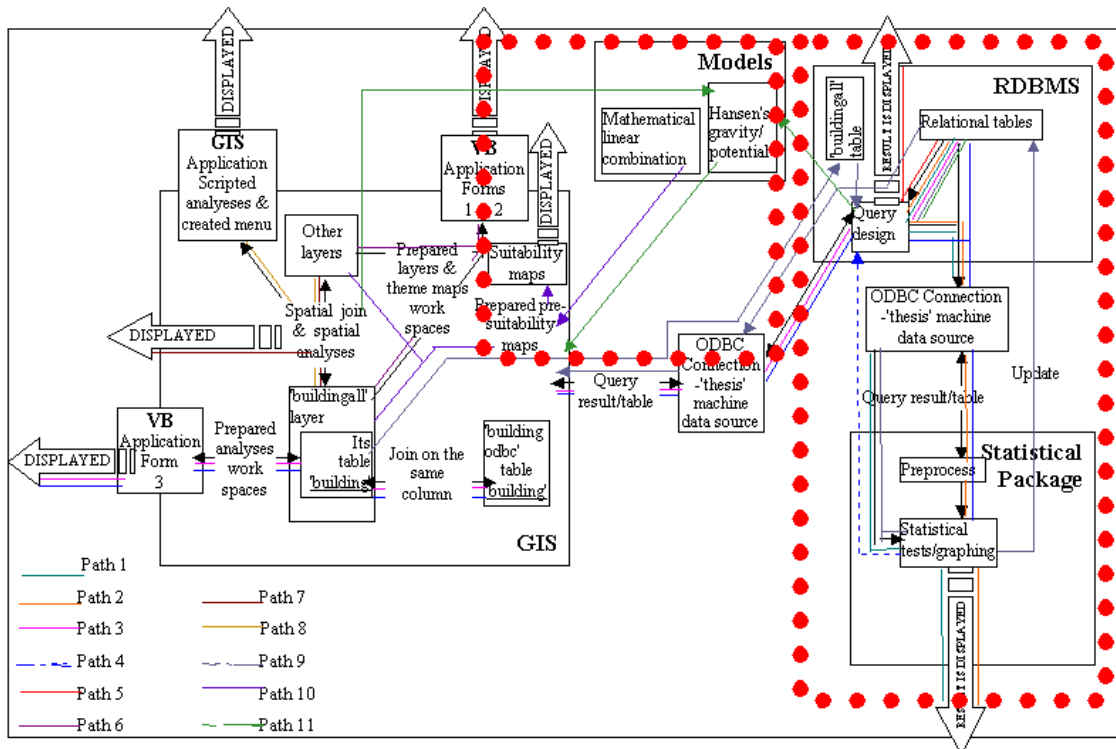 DISPLAYED
DISPLAYED
RESULT IS DISPLAYED
Models
RDBMS
Mathematical
linear
combination
Hansen's
gravity/
potential
'buildingall'
table
Relational tables
Query
design
GIS
Application
Scripted
analyses &
created menu
VB
Application
Forms
1 2
DISPLAYED
Other
layers
Prepared
layers &
theme maps
work
spaces
Suitability
maps
Prepared pre-
suitability
maps
Spatial join
& spatial
analyses
DISPLAYED
ODBC Connection
-'thesis' machine
data source
ODBC
Connection
-'thesis'
machine
data source
Query
result/table
Update
Query result/table
'buildingall'
layer
Its
table
'building'
VB
Application
Form
3
DISPLAYED
Prepared
analyses
work
spaces
Join on the
same
column
'building
odbc'
table
'building'
GIS
Statistical
Package
Preprocess
Statistical
tests/graphing
RESULT IS DISPLAYED
Path 1
Path 2
Path 3
Path 4
Path 5
Path 6
Path 7
Path 8
Path 9
Path 10
Path 11